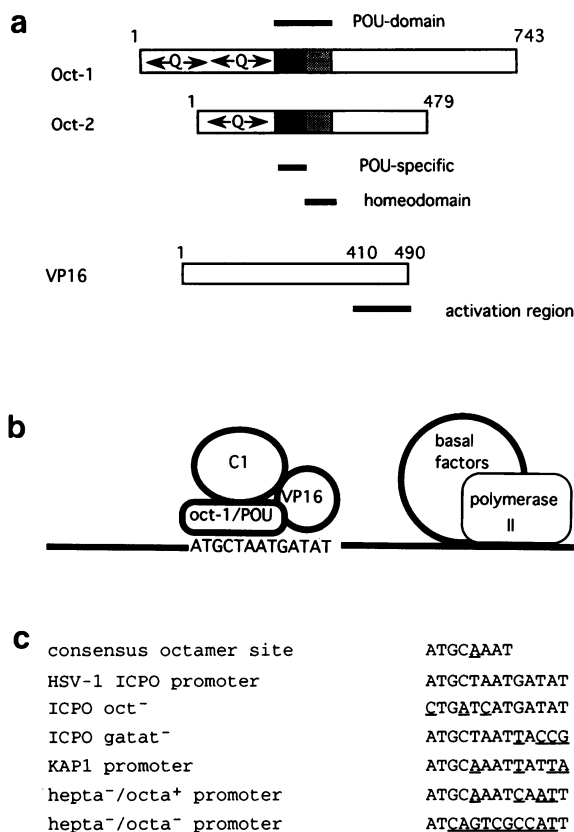 a
POU-domain
1 743
Q Q
Oct-1
1 479
Q
Oct-2
POU-specific
homeodomain
1 410 490
VP16
activation region
b
C1
VP16
oct-1/POU
ATGCTAATGATAT
basal
factors
polymerase
II
c
consensus octamer site ATGCAAAT
HSV-1 ICPO promoter ATGCTAATGATAT
ICPO oct⁻ CTGATCATGATAT
ICPO gatat⁻ ATGCTAATTACCG
KAP1 promoter ATGCAAATTATTA
hepta⁻/octa⁺ promoter ATGCAAATCAATT
hepta⁻/octa⁻ promoter ATCAGTCGCCATT